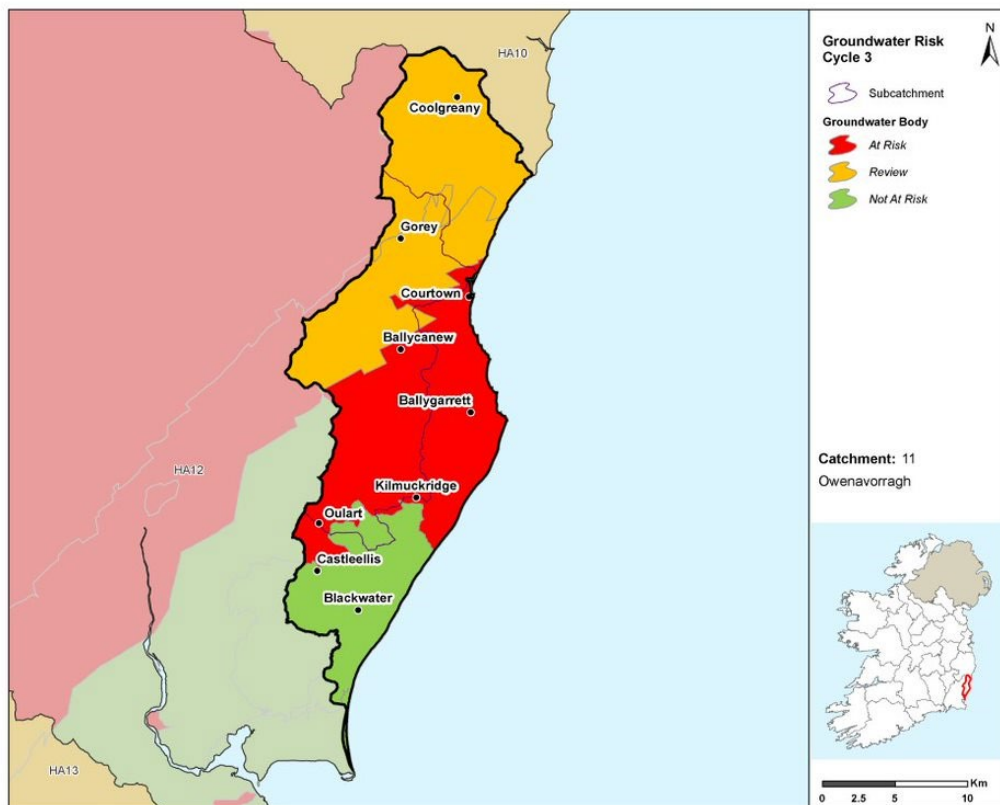 HA10
Coolgreany
Gorey
Courtown
Ballycanew
Ballygarrett
HA12
Kilmuckridge
Oulart
Castleellis
Blackwater
HA13
Groundwater Risk
Cycle 3
N
Subcatchment
Groundwater Body
At Risk
Review
Not At Risk
Catchment: 11
Owenavorragh
Km
0 2.5 5 10